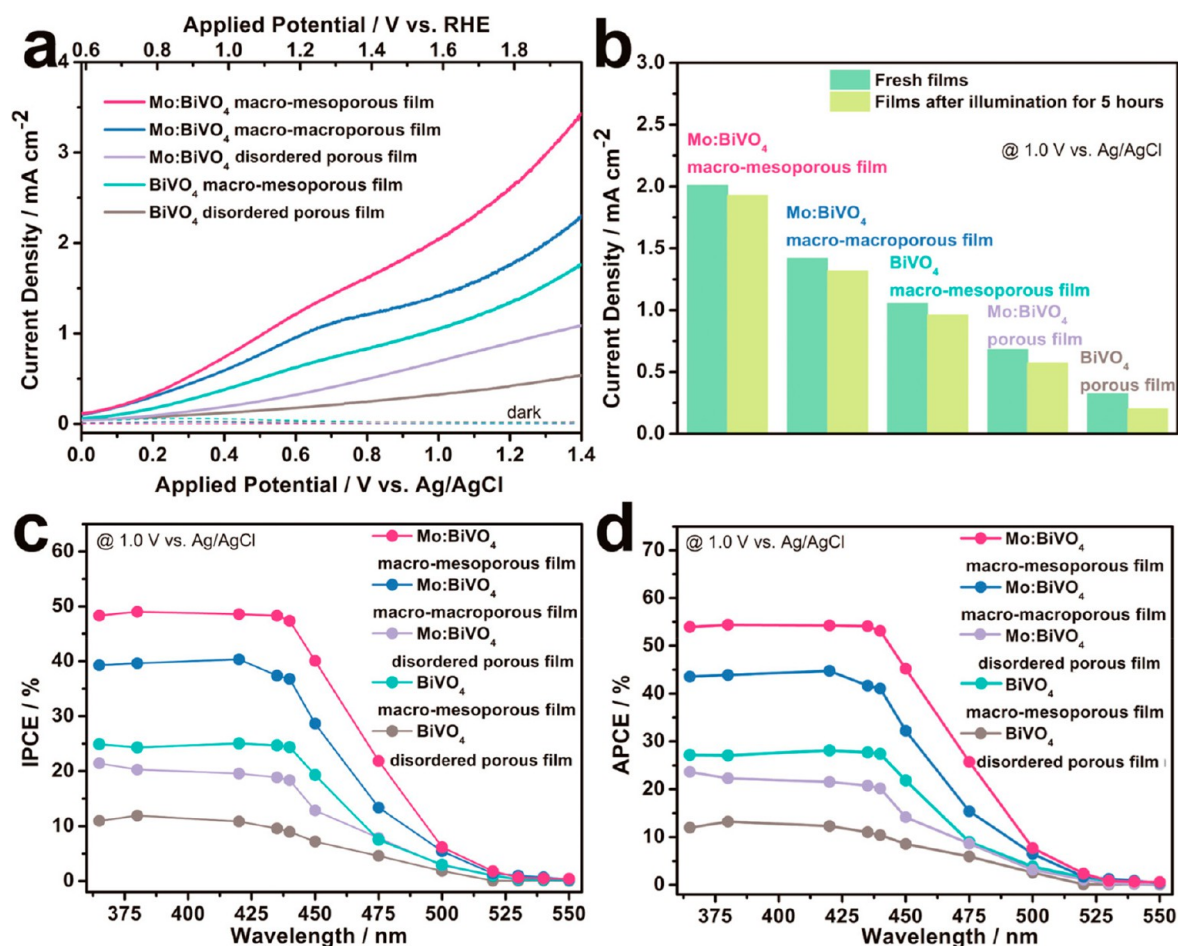 a
Applied Potential / V vs. RHE
0.6 0.8 1.0 1.2 1.4 1.6 1.8
4
3
2
1
0
Current Density / mA cm-2
Mo:BiVO4 macro-mesoporous film
Mo:BiVO4 macro-macroporous film
Mo:BiVO4 disordered porous film
BiVO4 macro-mesoporous film
BiVO4 disordered porous film
dark
0.0 0.2 0.4 0.6 0.8 1.0 1.2 1.4
Applied Potential / V vs. Ag/AgCl
b
3.0
2.5
2.0
1.5
1.0
0.5
0.0
Current Density / mA cm-2
Fresh films
Films after illumination for 5 hours
@ 1.0 V vs. Ag/AgCl
Mo:BiVO4
macro-mesoporous film
Mo:BiVO4
macro-macroporous film
BiVO4
macro-mesoporous film
Mo:BiVO4
porous film
BiVO4
porous film
c
60
50
40
30
20
10
0
IPCE / %
@ 1.0 V vs. Ag/AgCl
Mo:BiVO4
macro-mesoporous film
Mo:BiVO4
macro-macroporous film
Mo:BiVO4
disordered porous film
BiVO4
macro-mesoporous film
BiVO4
disordered porous film
375 400 425 450 475 500 525 550
Wavelength / nm
d
70
60
50
40
30
20
10
0
APCE / %
@ 1.0 V vs. Ag/AgCl
Mo:BiVO4
macro-mesoporous film
Mo:BiVO4
macro-macroporous film
Mo:BiVO4
disordered porous film
BiVO4
macro-mesoporous film
BiVO4
disordered porous film
375 400 425 450 475 500 525 550
Wavelength / nm